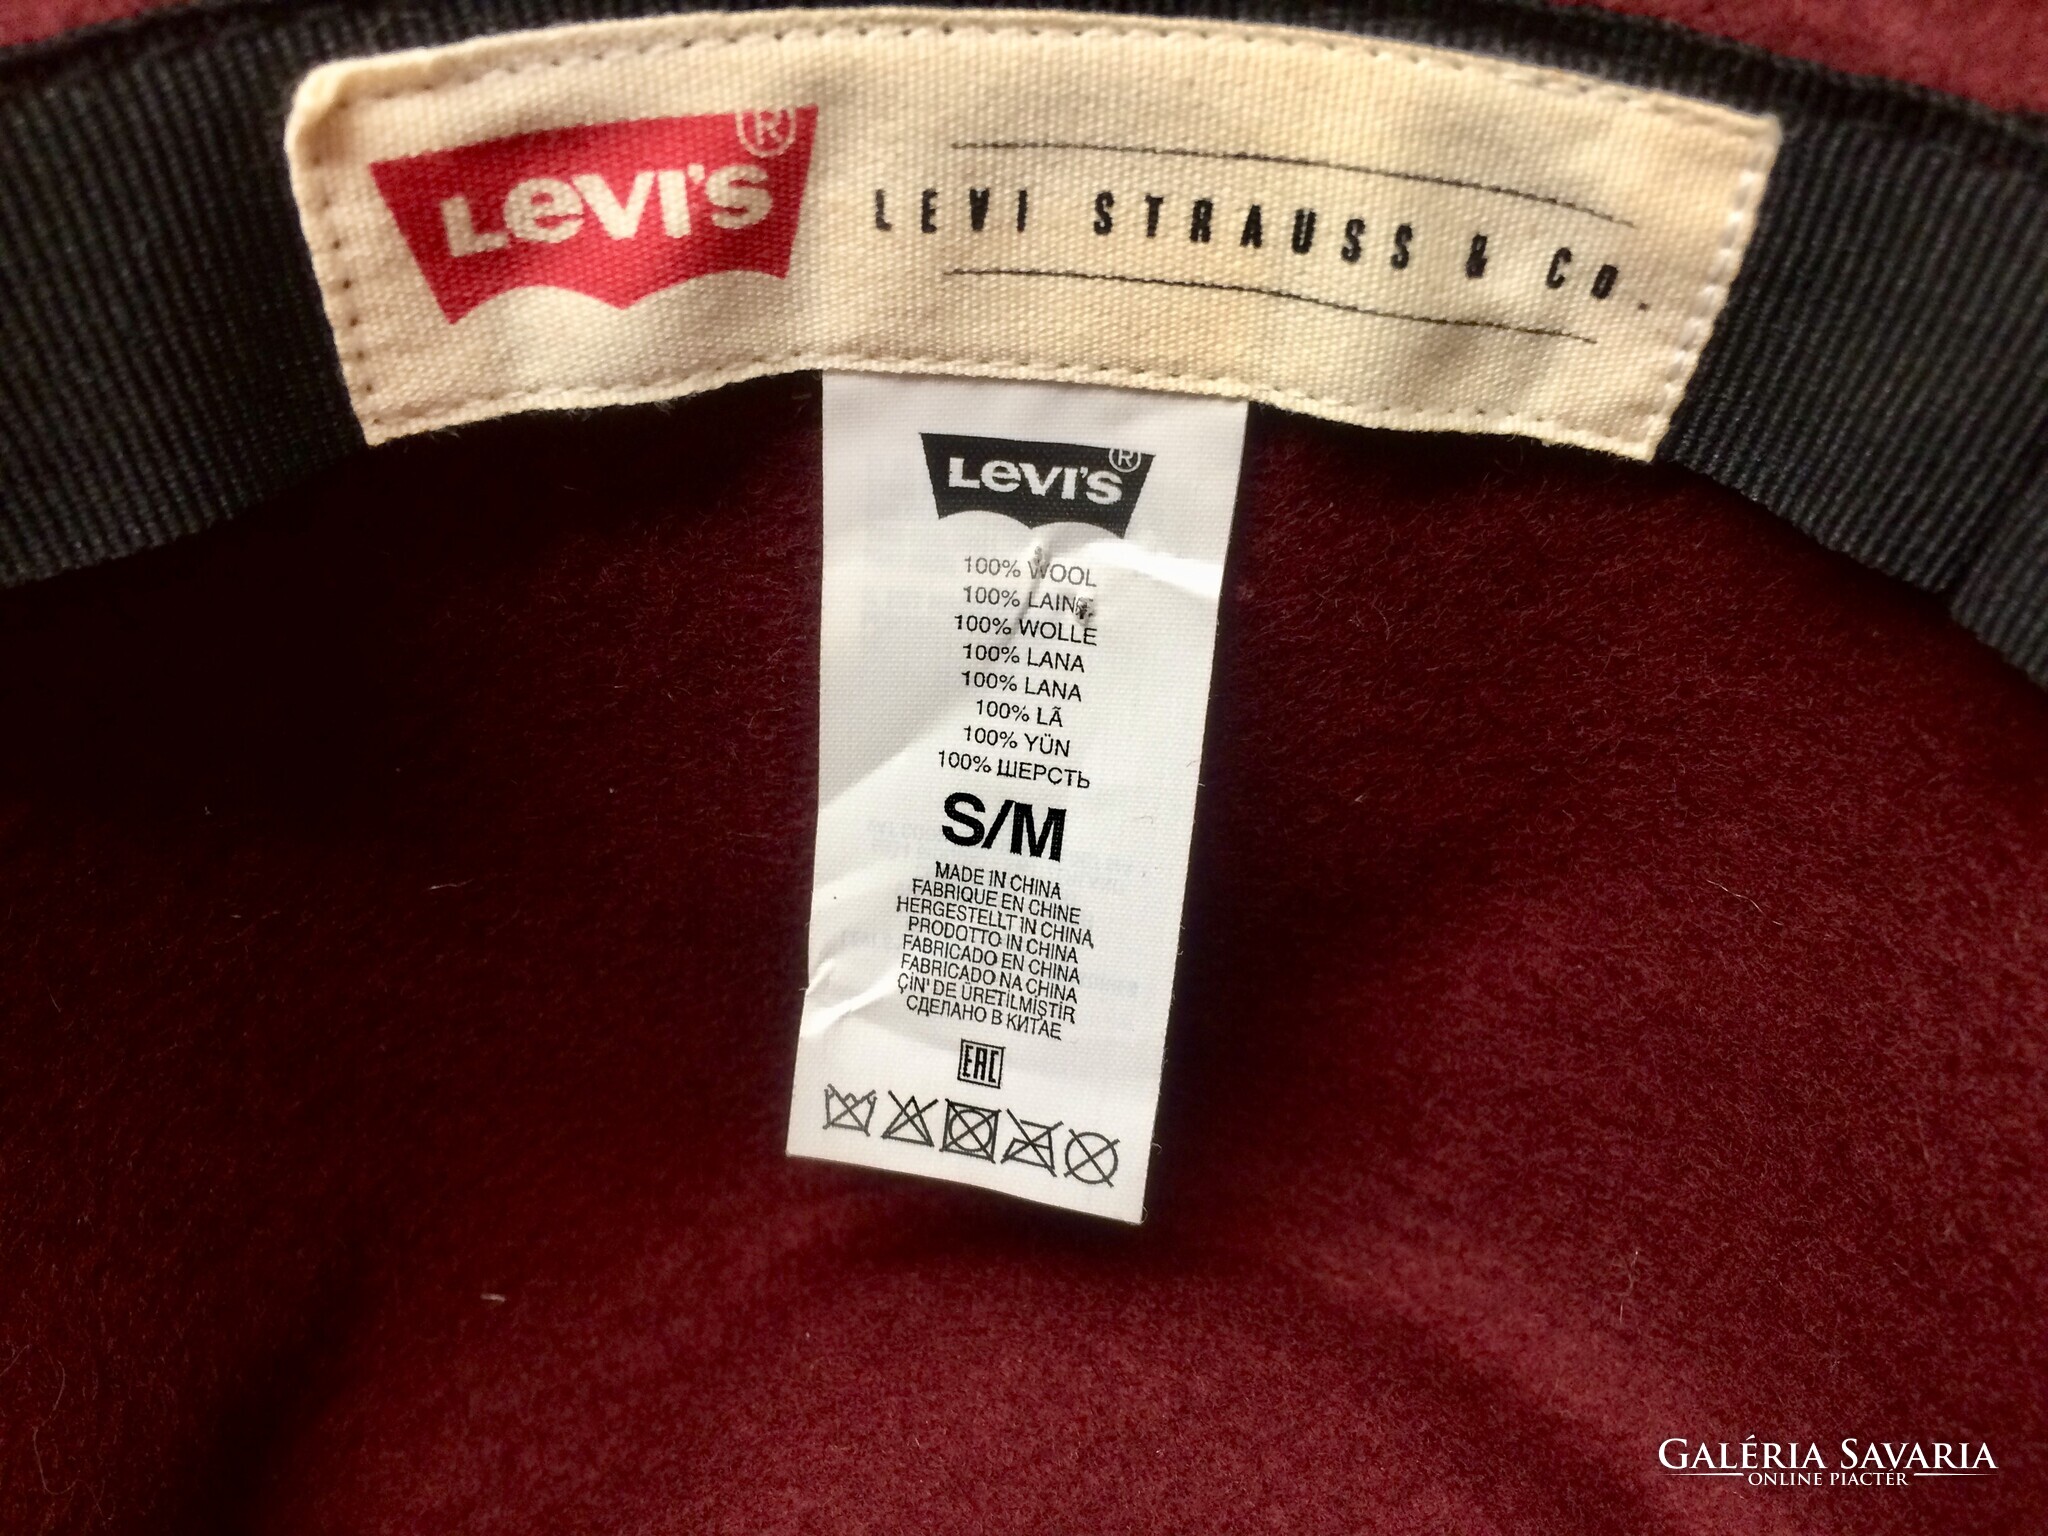 LEVI'S®
LEVI STRAUSS & Co.
LEVI'S®
100% WOOL
100% LAINE
100% WOLLE
100% LANA
100% LANA
100% LÃ
100% YÜN
100% ШЕРСТЬ
S/M
MADE IN CHINA
FABRIQUE EN CHINE
HERGESTELLT IN CHINA
PRODOTTO IN CHINA
FABRICADO EN CHINA
FABRICADO NA CHINA
ÇİN' DE ÜRETİLMİŞTİR
СДЕЛАНО В КИТАЕ
EAC
GALÉRIA SAVARIA
ONLINE PIACTÉR